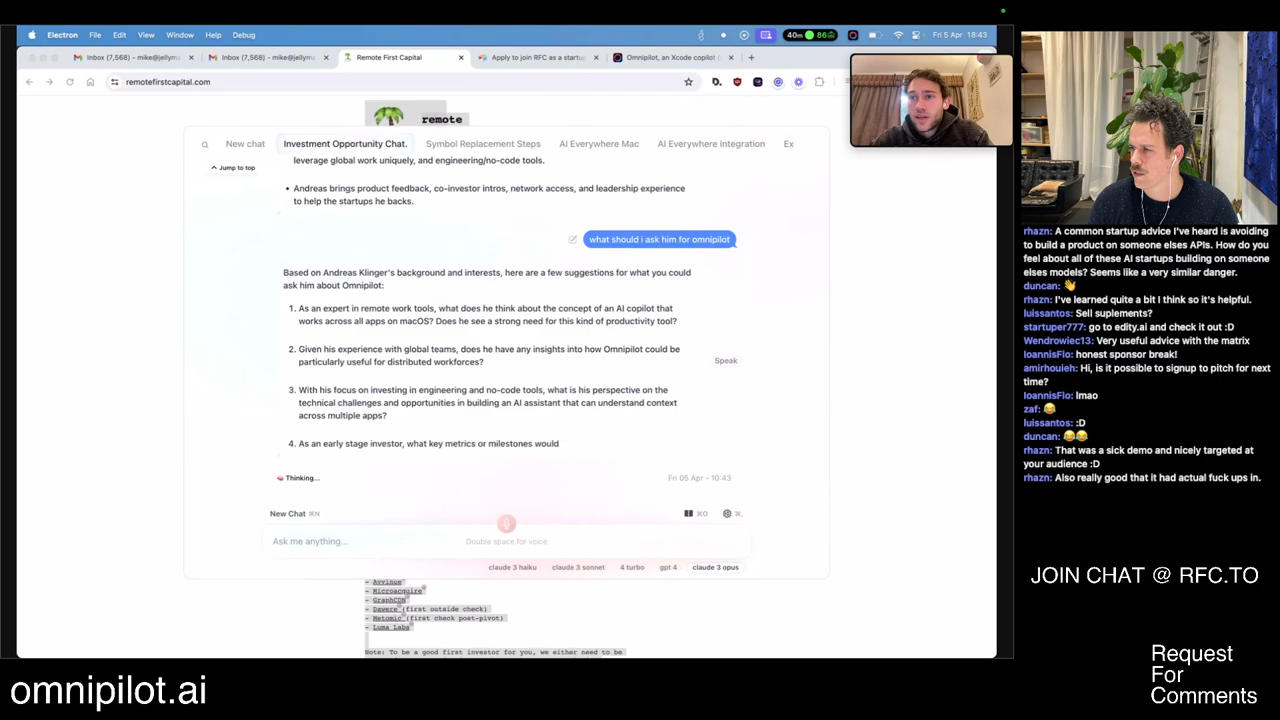 Electron File Edit View Window Help Debug
40m 86 Fri 5 Apr 18:43
Inbox (7,568) - mike@jellym
Inbox (7,568) - mike@jellym
Remote First Capital
Apply to join RFC as a startup
Omnipilot, an Xcode copilot
remotefirstcapital.com
remote
New chat Investment Opportunity Chat. Symbol Replacement Steps AI Everywhere Mac AI Everywhere Integration Ex
Jump to top
leverage global work uniquely, and engineering/no-code tools.
• Andreas brings product feedback, co-investor intros, network access, and leadership experience
to help the startups he backs.
what should i ask him for omnipilot
Based on Andreas Klinger's background and interests, here are a few suggestions for what you could
ask him about Omnipilot:
1. As an expert in remote work tools, what does he think about the concept of an AI copilot that
works across all apps on macOS? Does he see a strong need for this kind of productivity tool?
2. Given his experience with global teams, does he have any insights into how Omnipilot could be
particularly useful for distributed workforces?
Speak
3. With his focus on investing in engineering and no-code tools, what is his perspective on the
technical challenges and opportunities in building an AI assistant that can understand context
across multiple apps?
4. As an early stage investor, what key metrics or milestones would
Thinking...
Fri 05 Apr - 10:43
New Chat ⌘N
⌘O
⌘,
Ask me anything...
Double space for voice
claude 3 haiku claude 3 sonnet 4 turbo gpt 4 claude 3 opus
- Microacquire
- GraphCDN
- Dawere (first outside check)
- Metomic (first check post-pivot)
- Luma Labs
Note: To be a good first investor for you, we either need to be
rhazn: A common startup advice I've heard is avoiding
to build a product on someone elses APIs. How do you
feel about all of these AI startups building on someone
elses models? Seems like a very similar danger.
duncan: 👋
rhazn: I've learned quite a bit I think so it's helpful.
luissantos: Sell suplements?
startuper777: go to edity.ai and check it out :D
Wendrowiec13: Very useful advice with the matrix
IoannisFlo: honest sponsor break!
amirhouieh: Hi, is it possible to signup to pitch for next
time?
IoannisFlo: lmao
zaf: 😂
luissantos: :D
duncan: 😂😂
rhazn: That was a sick demo and nicely targeted at
your audience :D
rhazn: Also really good that it had actual fuck ups in.
JOIN CHAT @ RFC.TO
omnipilot.ai
Request
For
Comments